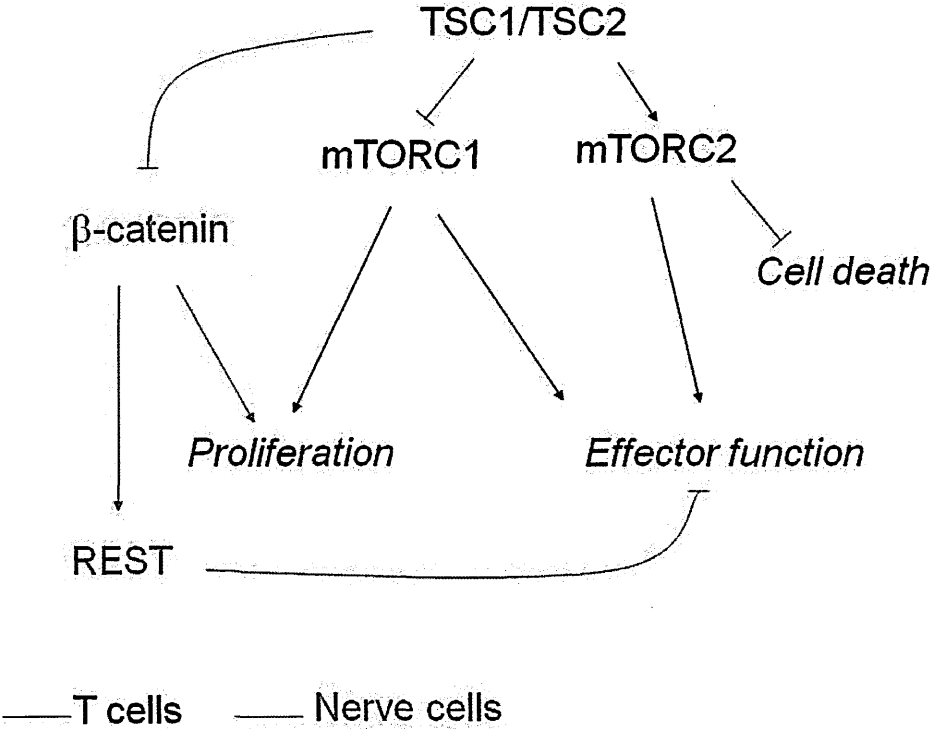 TSC1/TSC2
mTORC1
mTORC2
β-catenin
Cell death
Proliferation
Effector function
REST
T cells
Nerve cells